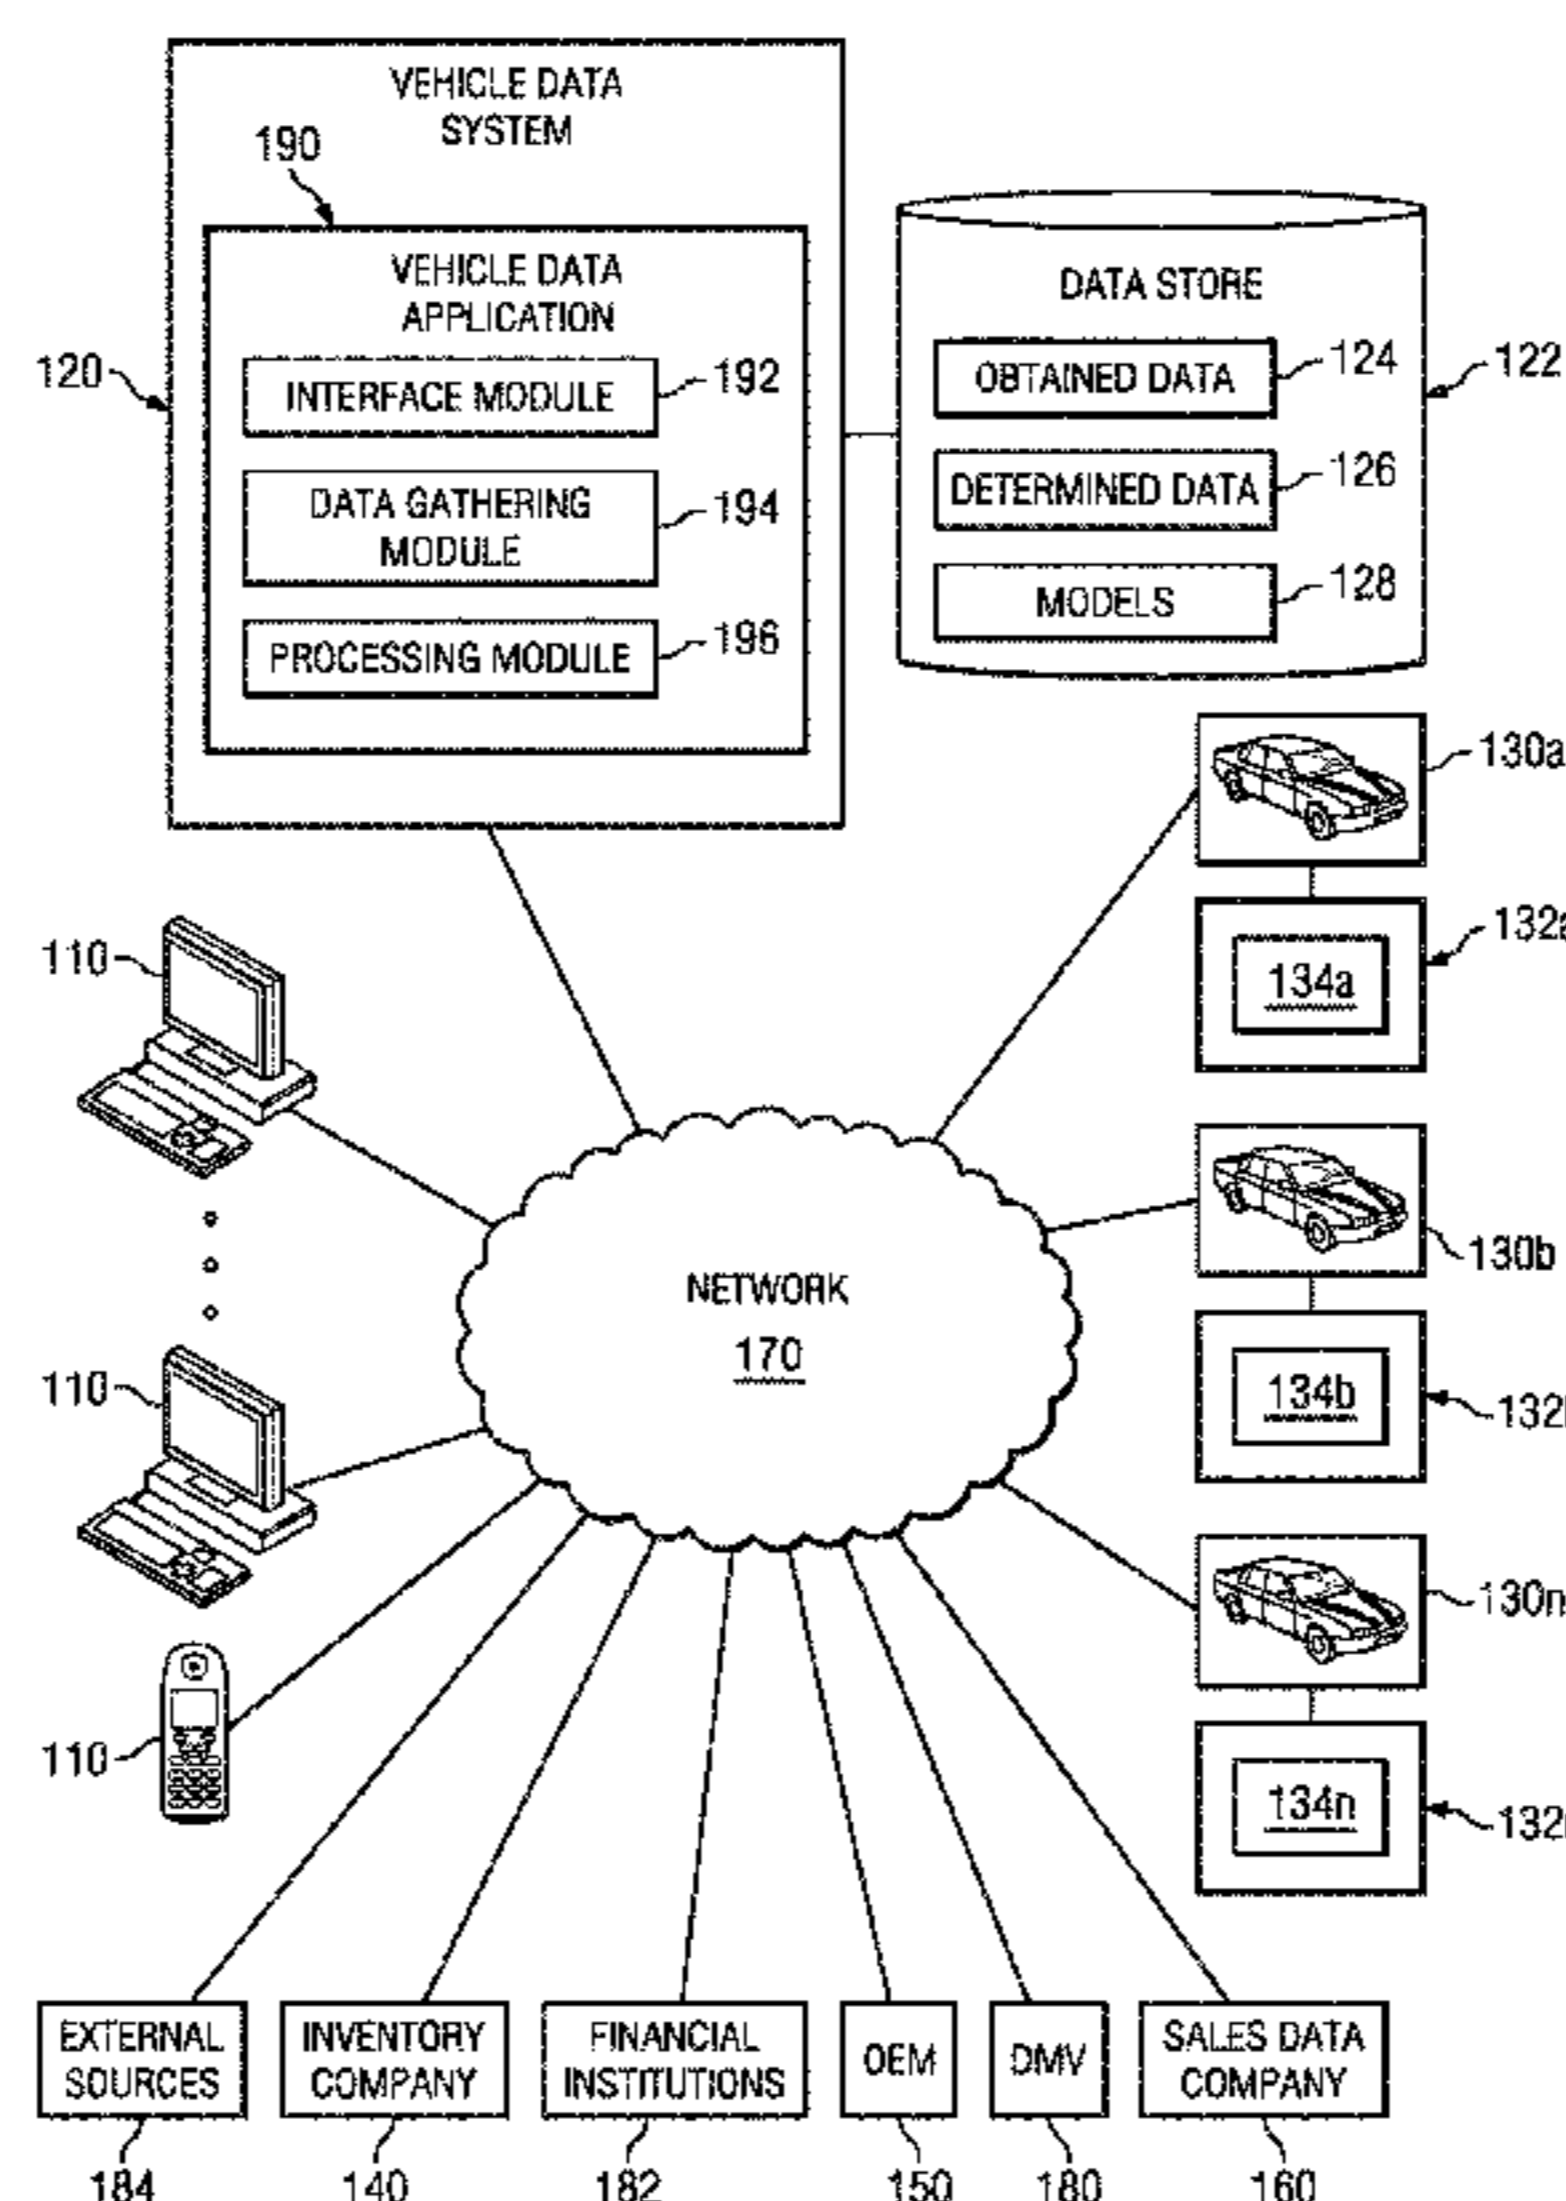 VEHICLE DATA
SYSTEM
190
VEHICLE DATA
APPLICATION
120
INTERFACE MODULE
192
DATA GATHERING
MODULE
194
PROCESSING MODULE
196
DATA STORE
OBTAINED DATA
124
122
DETERMINED DATA
126
MODELS
128
130a
132a
134a
110
130b
NETWORK
170
110
134b
132
130n
110
134n
132
EXTERNAL
SOURCES
INVENTORY
COMPANY
FINANCIAL
INSTITUTIONS
OEM
DMV
SALES DATA
COMPANY
184
140
182
150
180
160